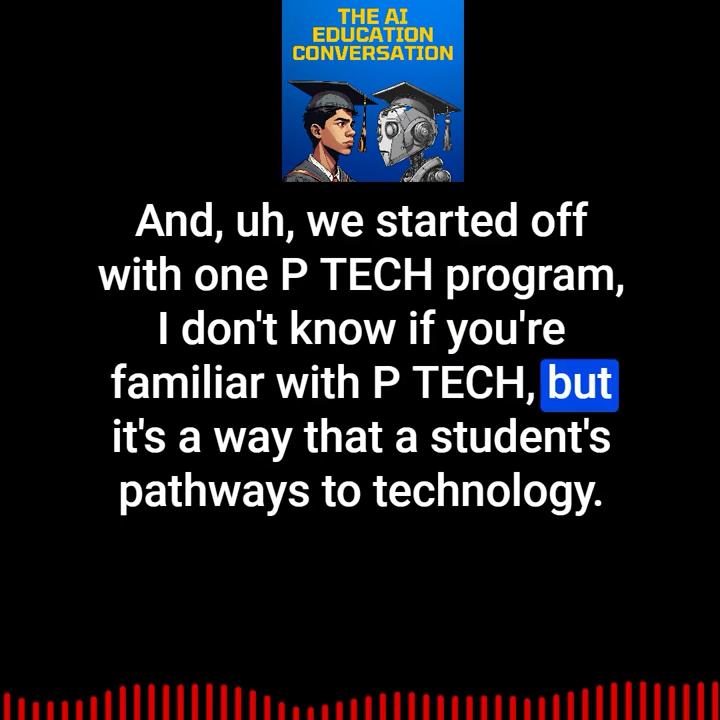 THE AI
EDUCATION
CONVERSATION
And, uh, we started off
with one P TECH program,
I don't know if you're
familiar with P TECH, but
it's a way that a student's
pathways to technology.